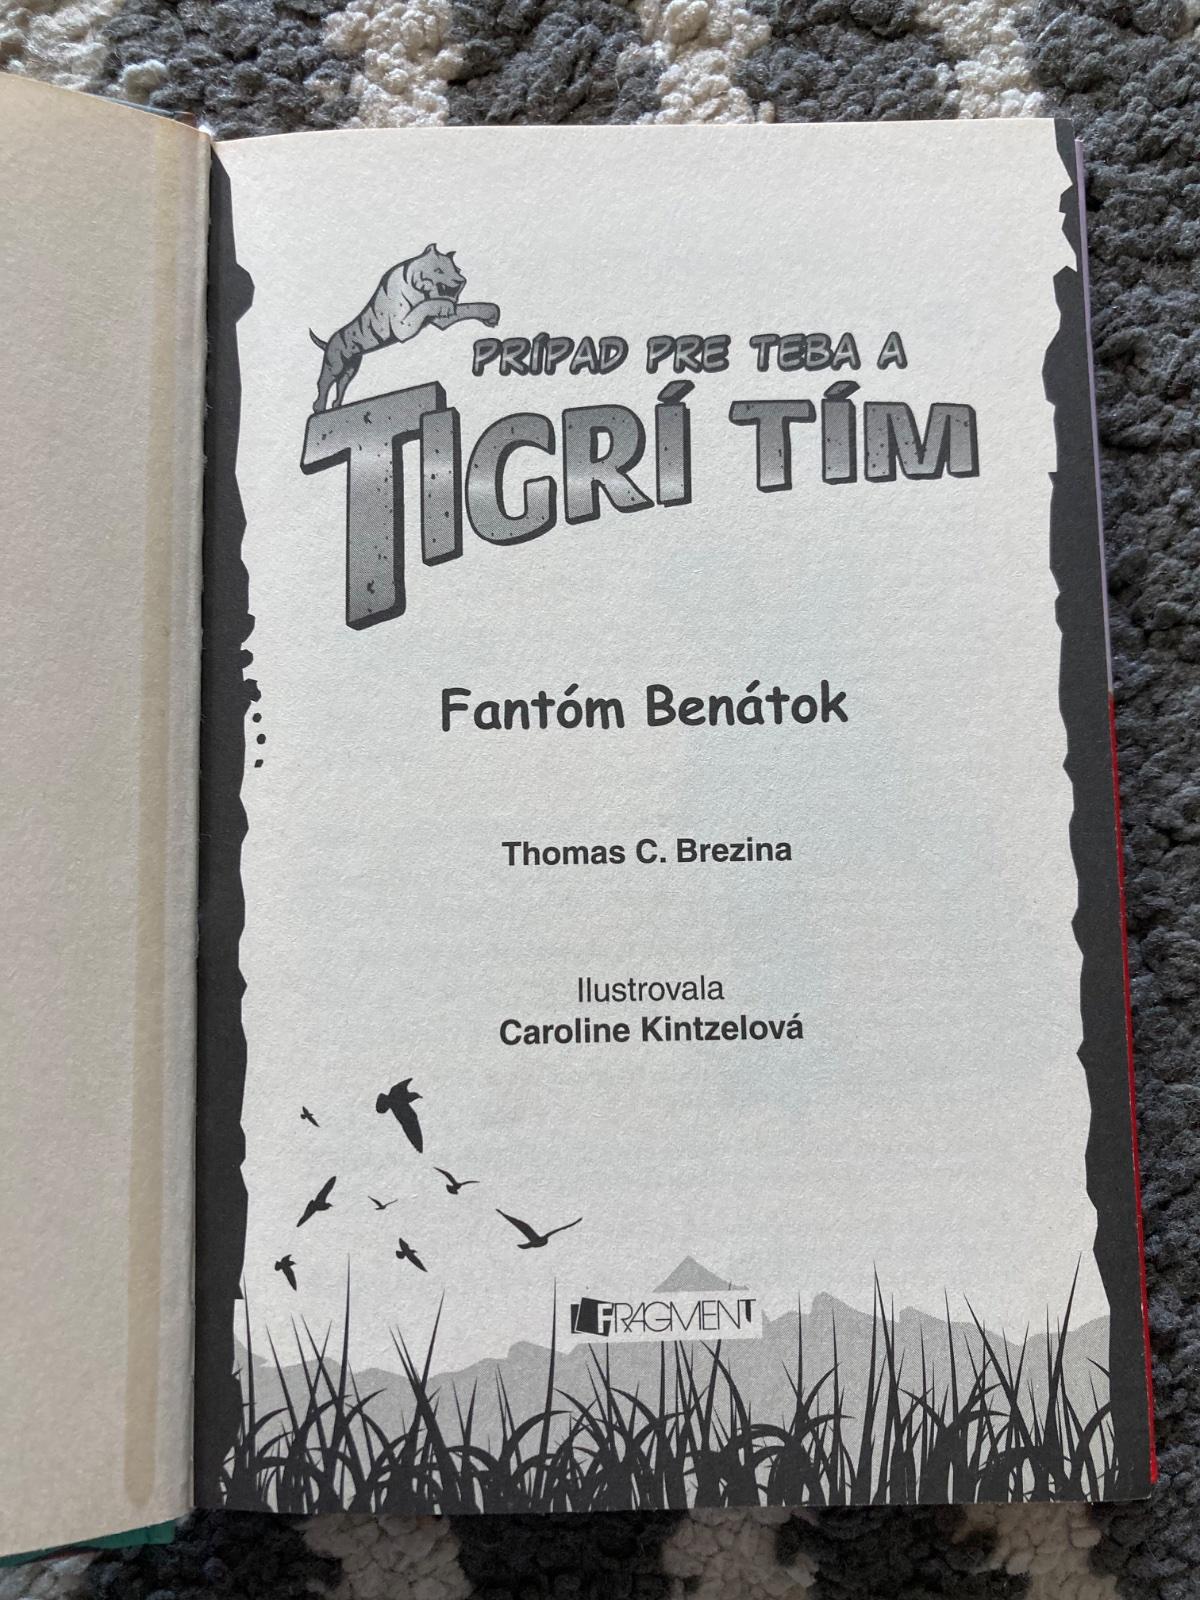 PRÍPAD PRE TEBA A
TIGRÍ TÍM
Fantóm Benátok
Thomas C. Brezina
Ilustrovala
Caroline Kintzelová
FRAGMENT